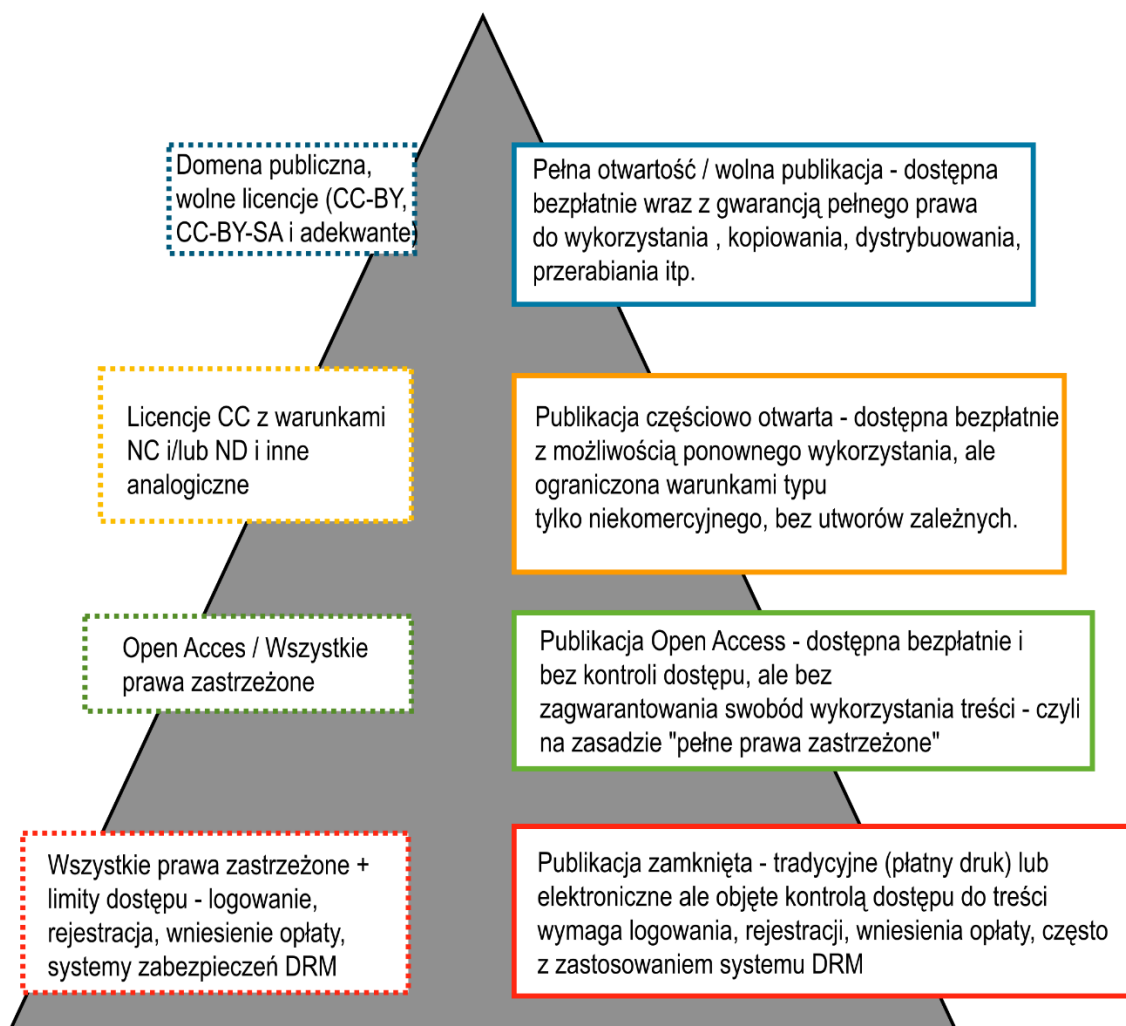 Domena publiczna,
wolne licencje (CC-BY,
CC-BY-SA i adekwante)
Pełna otwartość / wolna publikacja - dostępna
bezpłatnie wraz z gwarancją pełnego prawa
do wykorzystania , kopiowania, dystrybuowania,
przerabiania itp.
Licencje CC z warunkami
NC i/lub ND i inne
analogiczne
Publikacja częściowo otwarta - dostępna bezpłatnie
z możliwością ponownego wykorzystania, ale
ograniczona warunkami typu
tylko niekomercyjnego, bez utworów zależnych.
Open Acces / Wszystkie
prawa zastrzeżone
Publikacja Open Access - dostępna bezpłatnie i
bez kontroli dostępu, ale bez
zagwarantowania swobód wykorzystania treści - czyli
na zasadzie "pełne prawa zastrzeżone"
Wszystkie prawa zastrzeżone +
limity dostępu - logowanie,
rejestracja, wniesienie opłaty,
systemy zabezpieczeń DRM
Publikacja zamknięta - tradycyjne (płatny druk) lub
elektroniczne ale objęte kontrolą dostępu do treści
wymaga logowania, rejestracji, wniesienia opłaty, często
z zastosowaniem systemu DRM